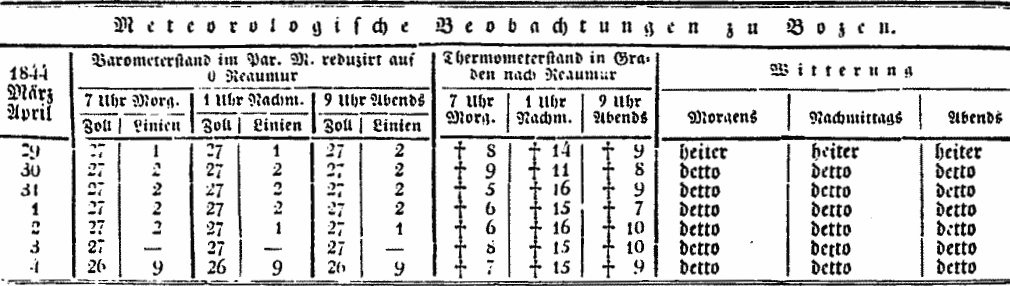 Meteorologische Beobachtungen zu Bozen.
1844 März April | Barometerstand im Par. M. reduzirt auf 0 Reaumur | Thermometerstand in Graden nach Reaumur | Witterung
7 Uhr Morg. | 1 Uhr Nachm. | 9 Uhr Abends | 7 Uhr Morg. | 1 Uhr Nachm. | 9 Uhr Abends | Morgens | Nachmittags | Abends
Zoll | Linien | Zoll | Linien | Zoll | Linien
29 | 27 | 1 | 27 | 1 | 27 | 2 | † 8 | † 14 | † 9 | heiter | heiter | heiter
30 | 27 | 2 | 27 | 2 | 27 | 2 | † 9 | † 11 | † 8 | detto | detto | detto
31 | 27 | 2 | 27 | 2 | 27 | 2 | † 5 | † 16 | † 9 | detto | detto | detto
1 | 27 | 2 | 27 | 2 | 27 | 2 | † 6 | † 15 | † 7 | detto | detto | detto
2 | 27 | 2 | 27 | 1 | 27 | 1 | † 6 | † 16 | † 10 | detto | detto | detto
3 | 27 | — | 27 | — | 27 | — | † 8 | † 15 | † 10 | detto | detto | detto
4 | 26 | 9 | 26 | 9 | 26 | 9 | † 7 | † 15 | † 9 | detto | detto | detto